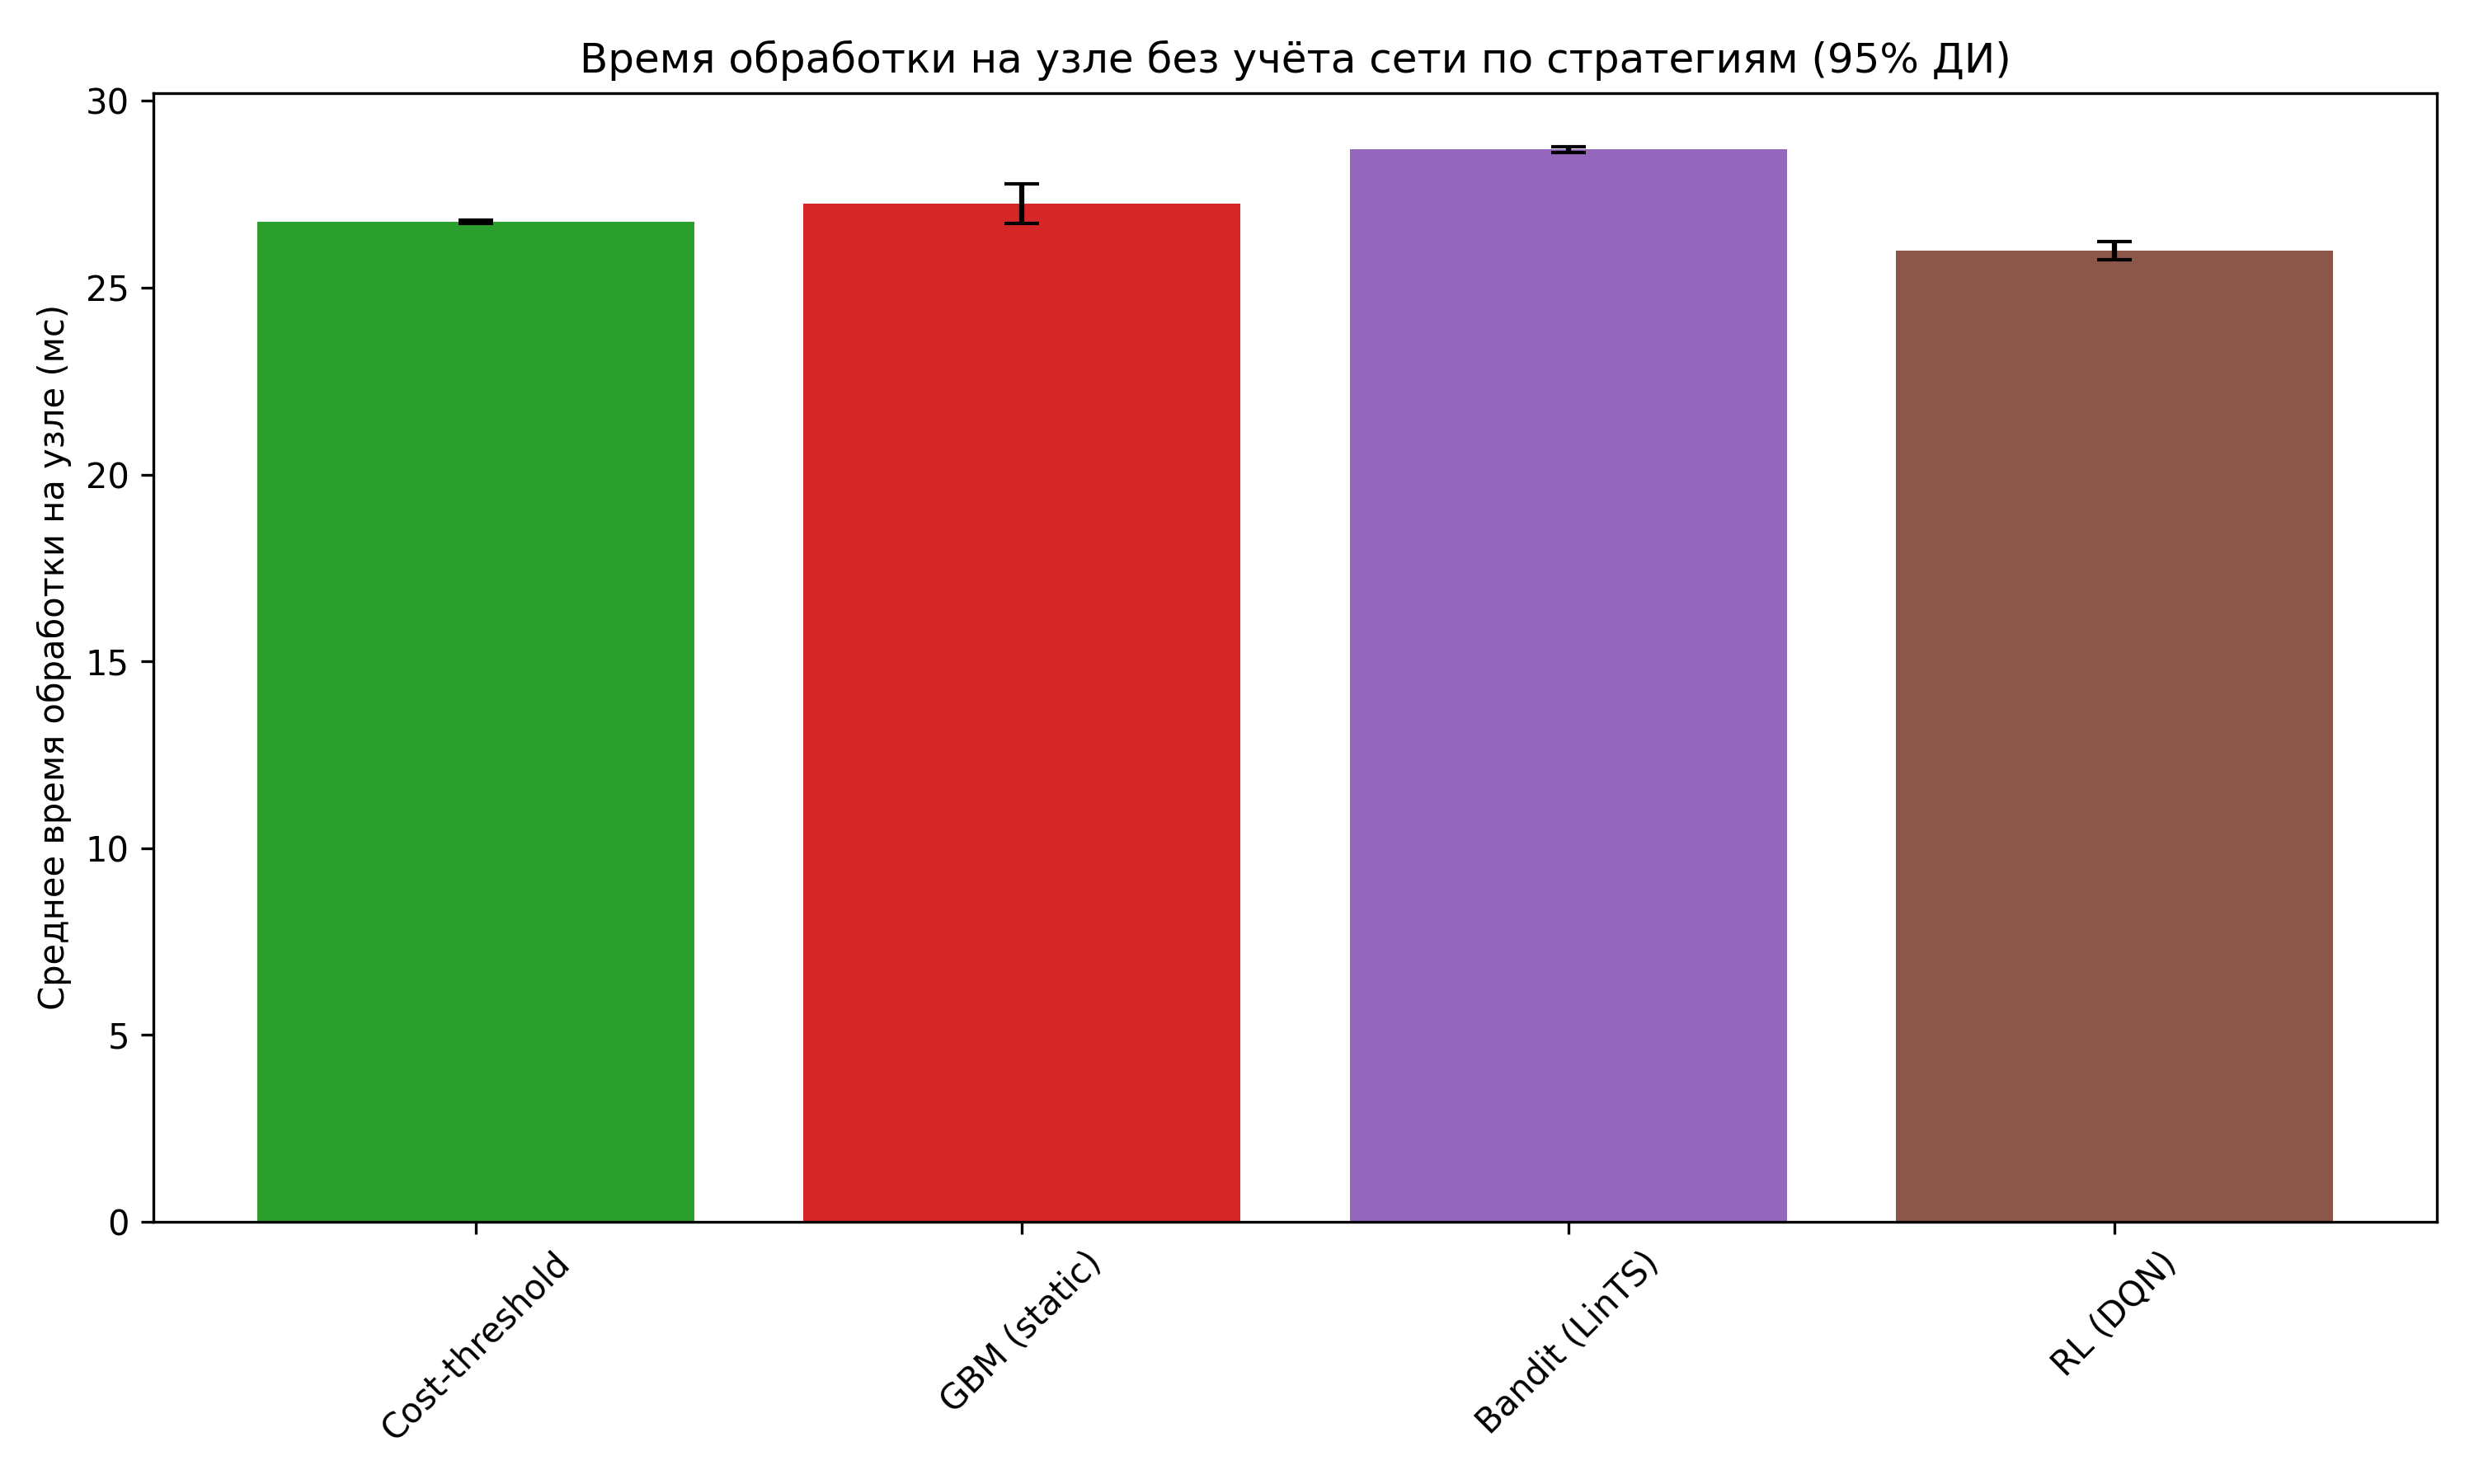 Время обработки на узле без учёта сети по стратегиям (95% ДИ)
Среднее время обработки на узле (мс)
30
25
20
15
10
5
0
Cost-threshold
GBM (static)
Bandit (LinTS)
RL (DQN)